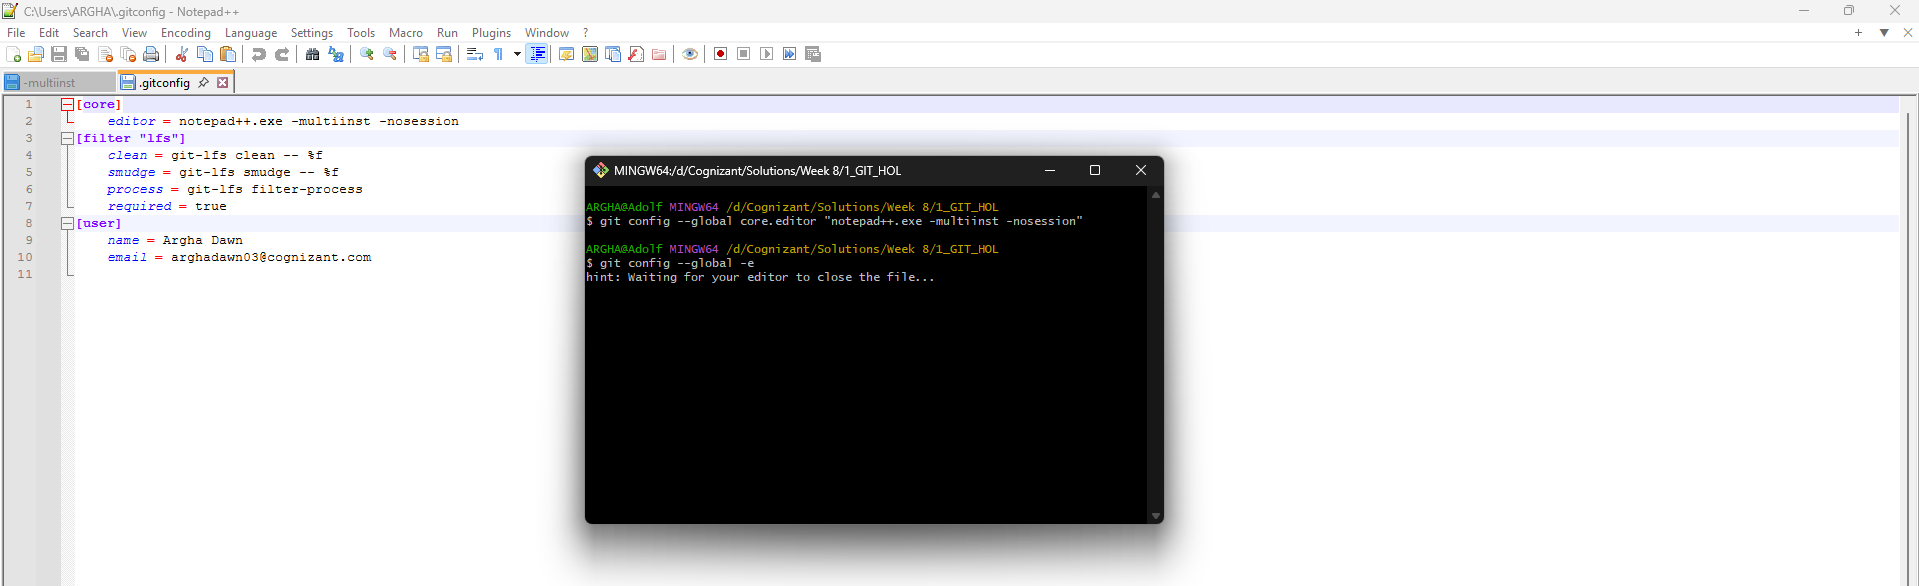 C:\Users\ARGHA\.gitconfig - Notepad++
File Edit Search View Encoding Language Settings Tools Macro Run Plugins Window ?
-multiinst .gitconfig
1 [core]
2 editor = notepad++.exe -multiinst -nosession
3 [filter "lfs"]
4 clean = git-lfs clean -- %f
5 smudge = git-lfs smudge -- %f
6 process = git-lfs filter-process
7 required = true
8 [user]
9 name = Argha Dawn
10 email = arghadawn03@cognizant.com
11
MINGW64:/d/Cognizant/Solutions/Week 8/1_GIT_HOL
ARGHA@Adolf MINGW64 /d/Cognizant/Solutions/Week 8/1_GIT_HOL
$ git config --global core.editor "notepad++.exe -multiinst -nosession"
ARGHA@Adolf MINGW64 /d/Cognizant/Solutions/Week 8/1_GIT_HOL
$ git config --global -e
hint: Waiting for your editor to close the file...